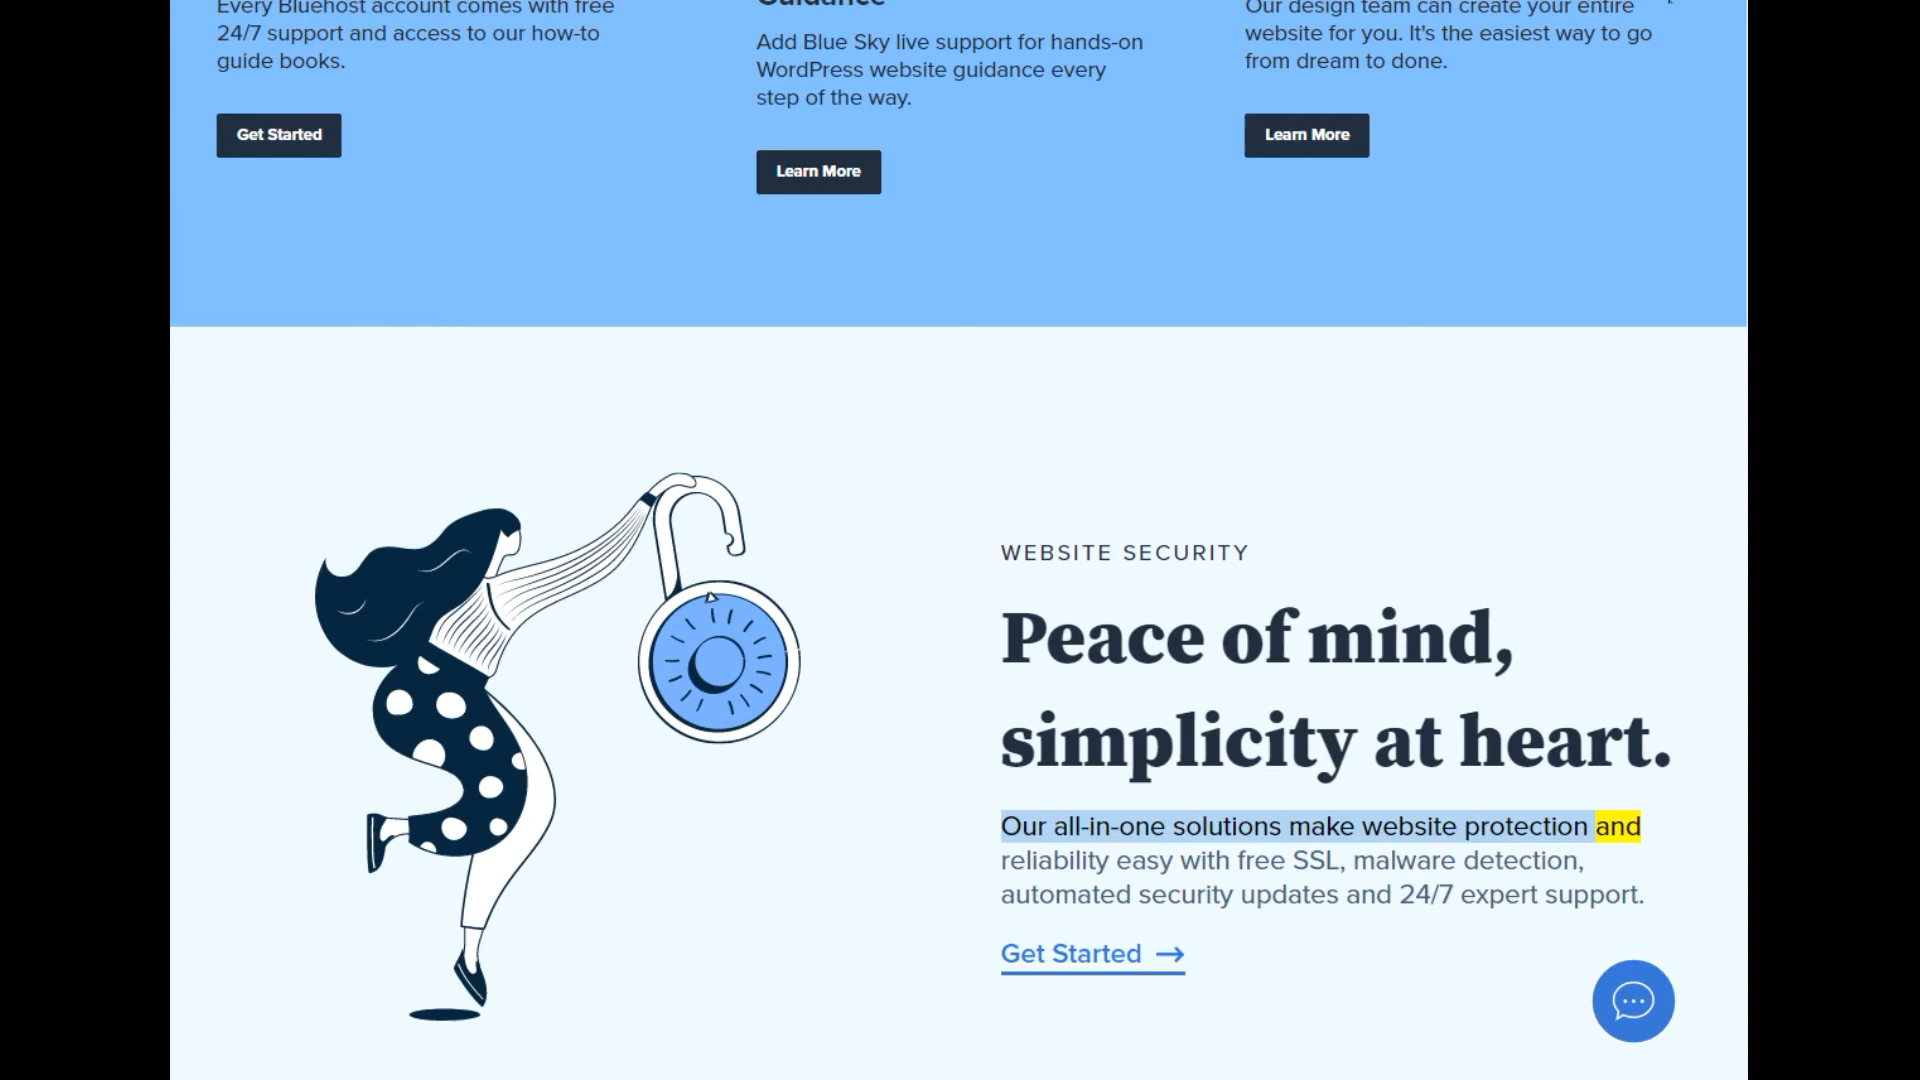 Every Bluehost account comes with free
24/7 support and access to our how-to
guide books.
Get Started
Guidance
Add Blue Sky live support for hands-on
WordPress website guidance every
step of the way.
Learn More
Our design team can create your entire
website for you. It's the easiest way to go
from dream to done.
Learn More
WEBSITE SECURITY
Peace of mind,
simplicity at heart.
Our all-in-one solutions make website protection and
reliability easy with free SSL, malware detection,
automated security updates and 24/7 expert support.
Get Started